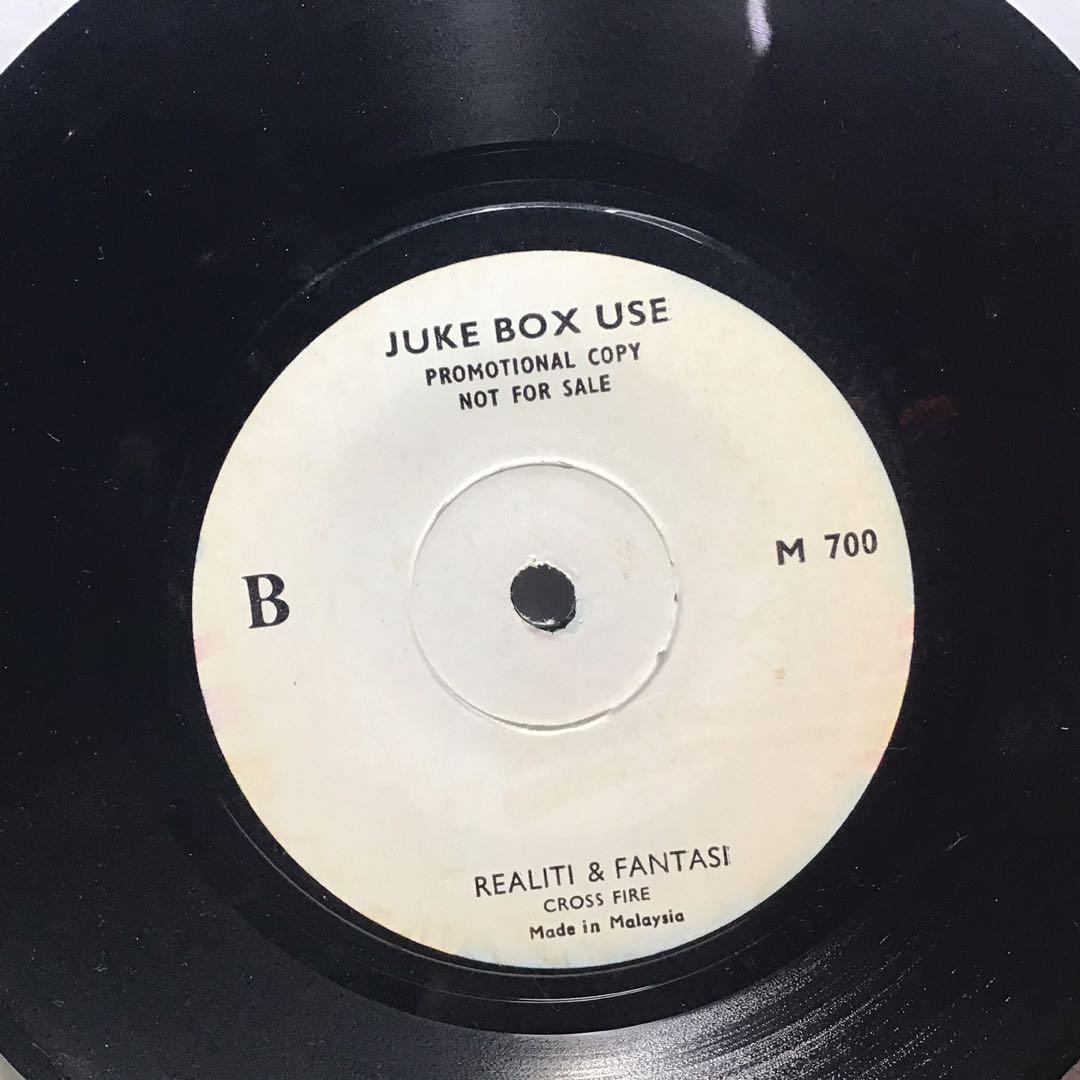 JUKE BOX USE
PROMOTIONAL COPY
NOT FOR SALE
B
M 700
REALITI & FANTASI
CROSS FIRE
Made in Malaysia